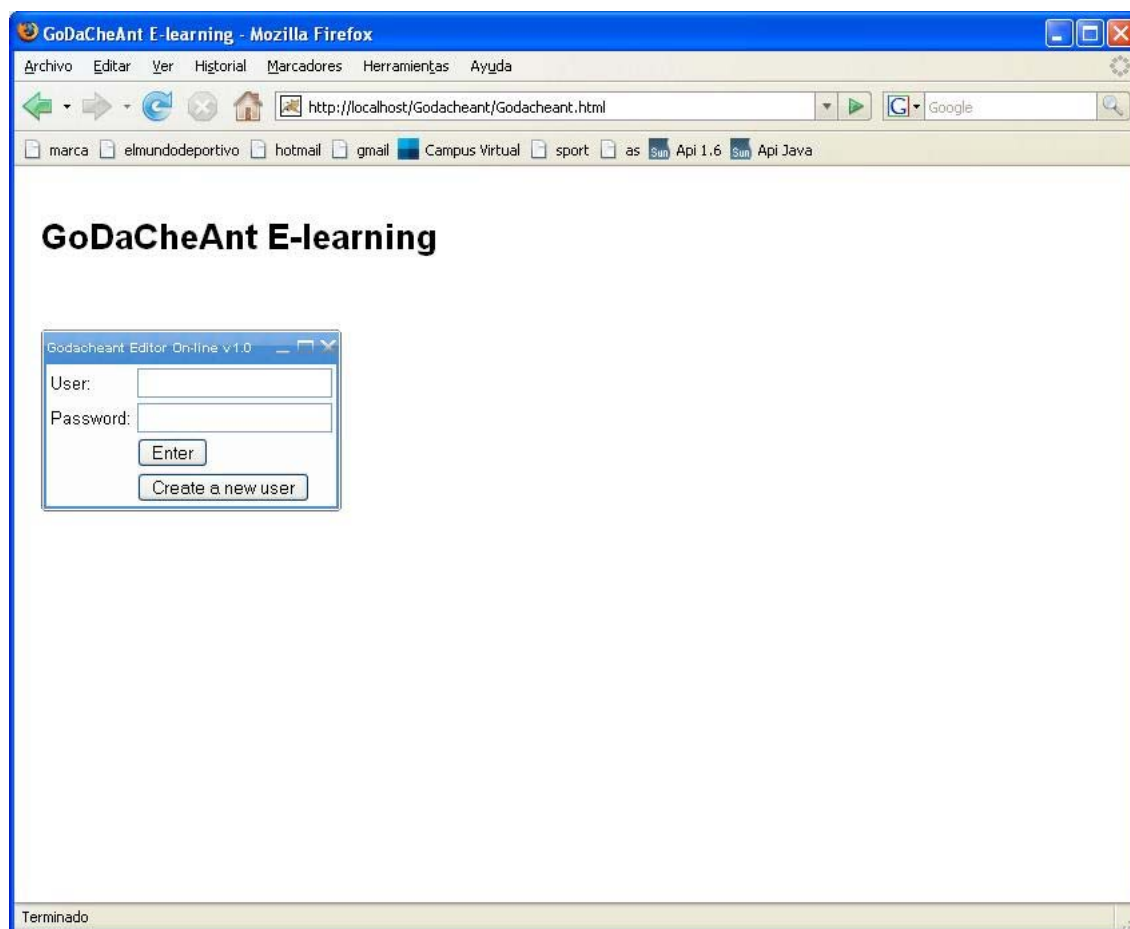 GoDaCheAnt E-learning - Mozilla Firefox
Archivo Editar Ver Historial Marcadores Herramientas Ayuda
http://localhost/Godacheant/Godacheant.html G Google
marca elmundodeportivo hotmail gmail Campus Virtual sport as Sun Api 1.6 Sun Api Java
GoDaCheAnt E-learning
Godacheant Editor On-line v1.0
User:
Password:
Enter
Create a new user
Terminado